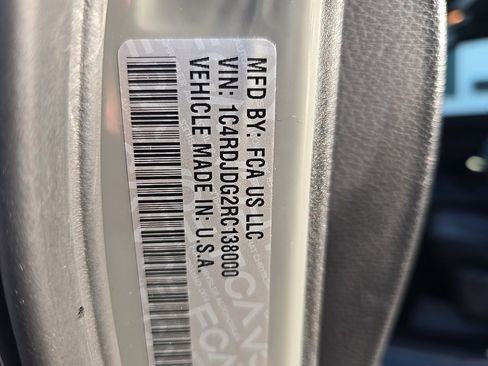 MFD BY: FCA US LLC
VIN: 1C4RDJDG2RC138000
VEHICLE MADE IN: U.S.A.